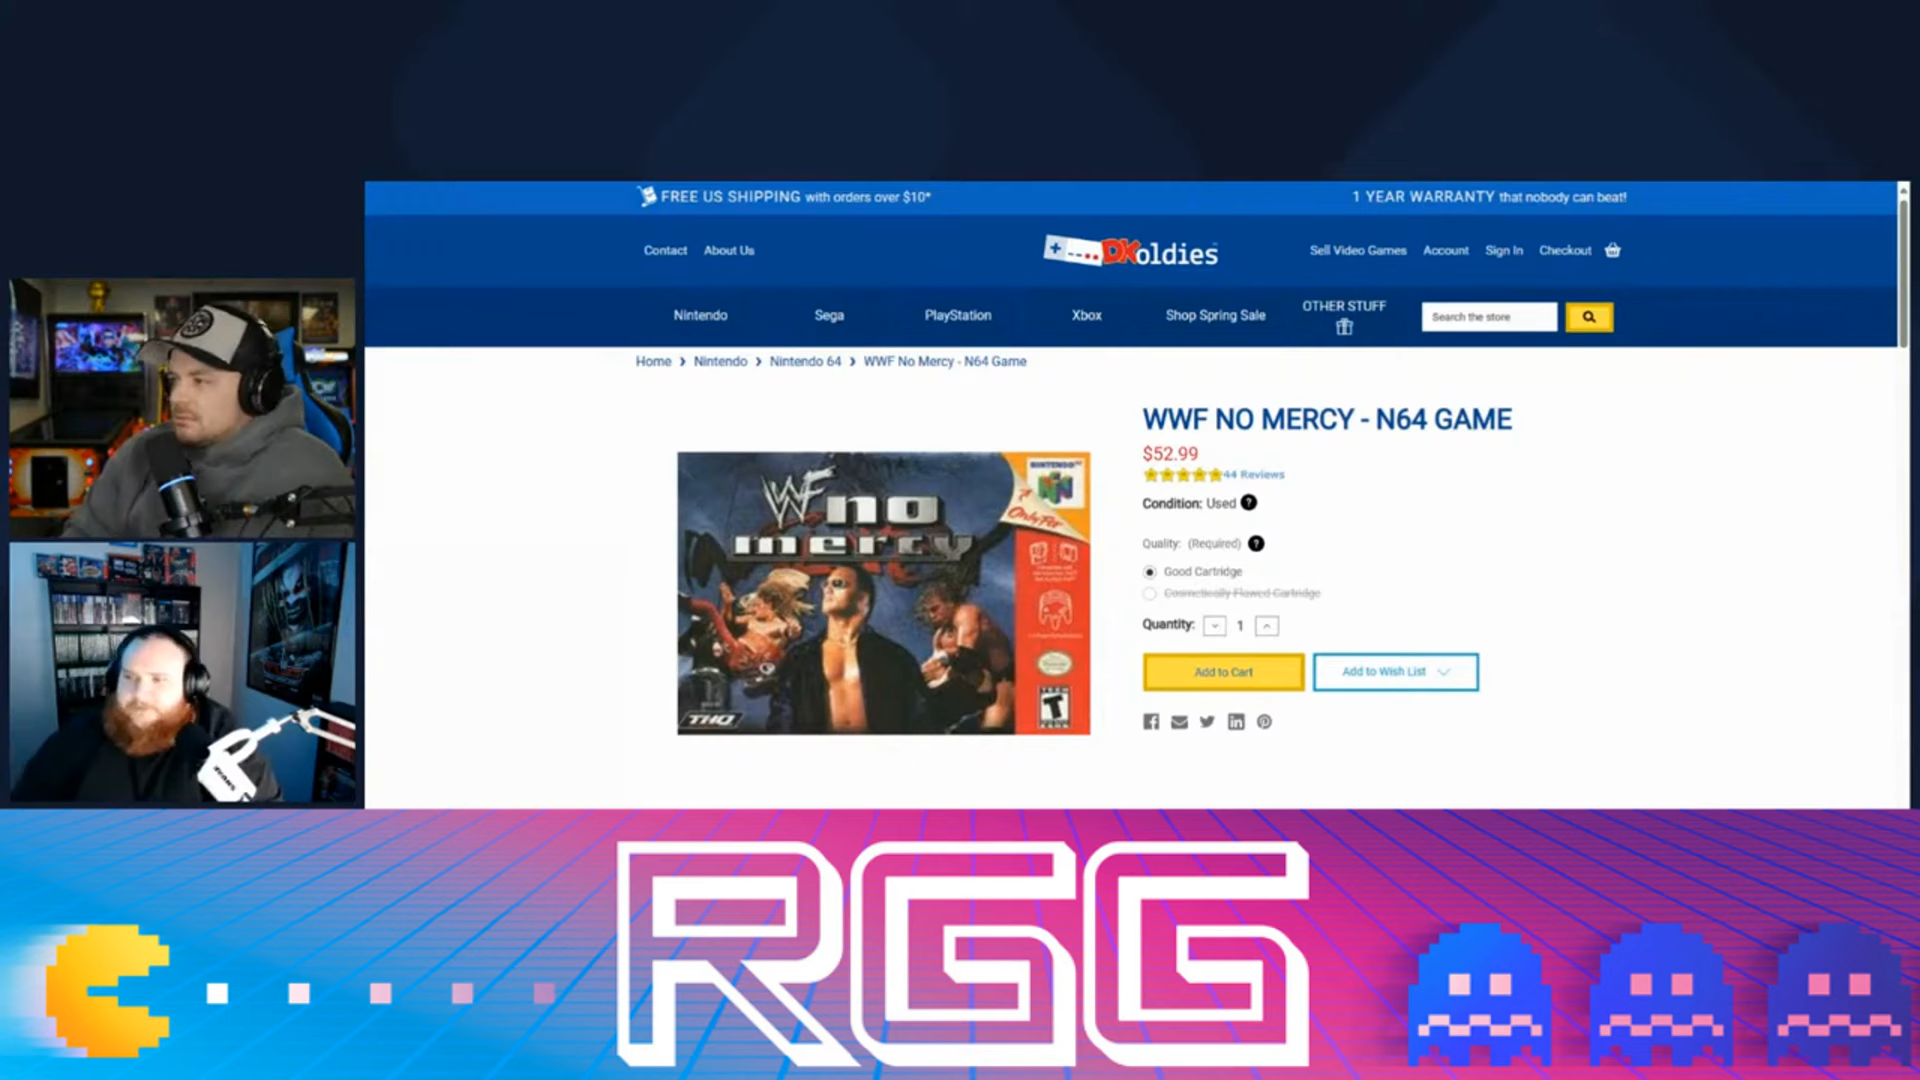 FREE US SHIPPING with orders over $10*
1 YEAR WARRANTY that nobody can beat!
Contact About Us
DKoldies
Sell Video Games Account Sign In Checkout
Nintendo Sega PlayStation Xbox Shop Spring Sale OTHER STUFF
Search the store
Home > Nintendo > Nintendo 64 > WWF No Mercy - N64 Game
WWF NO MERCY - N64 GAME
$52.99
44 Reviews
Condition: Used ?
Quality: (Required) ?
Good Cartridge
Cosmetically Flawed Cartridge
Quantity: 1
Add to Cart
Add to Wish List
NINTENDO
Only For
WF no
mercy
THQ
TEEN
T
RGG